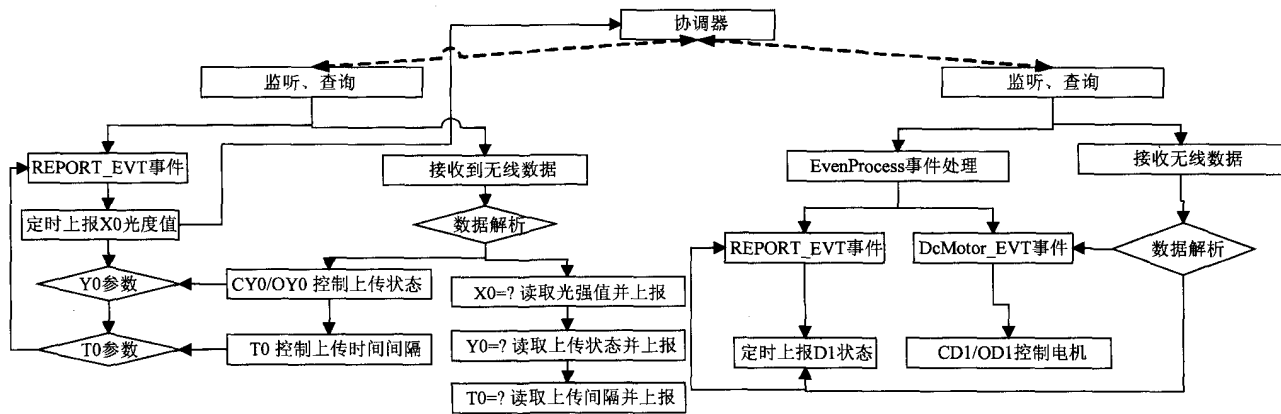 协调器
监听、查询
监听、查询
REPORT_EVT事件
接收到无线数据
EvenProcess事件处理
接收无线数据
定时上报X0光度值
数据解析
REPORT_EVT事件
DcMotor_EVT事件
数据解析
Y0参数
CY0/OY0 控制上传状态
X0=? 读取光强值并上报
T0参数
T0 控制上传时间间隔
Y0=? 读取上传状态并上报
定时上报D1状态
CD1/OD1控制电机
T0=? 读取上传间隔并上报